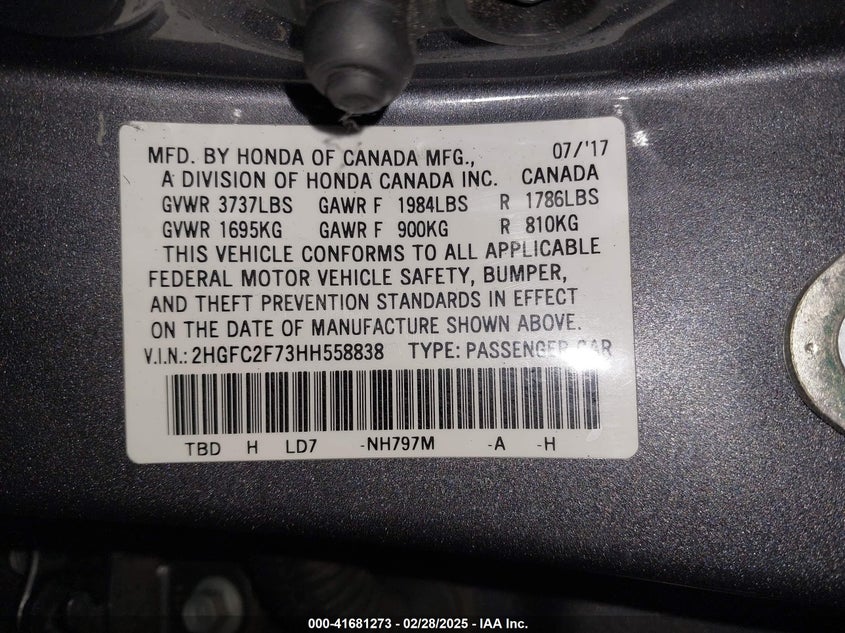 MFD. BY HONDA OF CANADA MFG., 07/'17
A DIVISION OF HONDA CANADA INC. CANADA
GVWR 3737LBS GAWR F 1984LBS R 1786LBS
GVWR 1695KG GAWR F 900KG R 810KG
THIS VEHICLE CONFORMS TO ALL APPLICABLE
FEDERAL MOTOR VEHICLE SAFETY, BUMPER,
AND THEFT PREVENTION STANDARDS IN EFFECT
ON THE DATE OF MANUFACTURE SHOWN ABOVE.
V.I.N.: 2HGFC2F73HH558838 TYPE: PASSENGER CAR
TBD H LD7 -NH797M -A -H
000-41681273 - 02/28/2025 - IAA Inc.